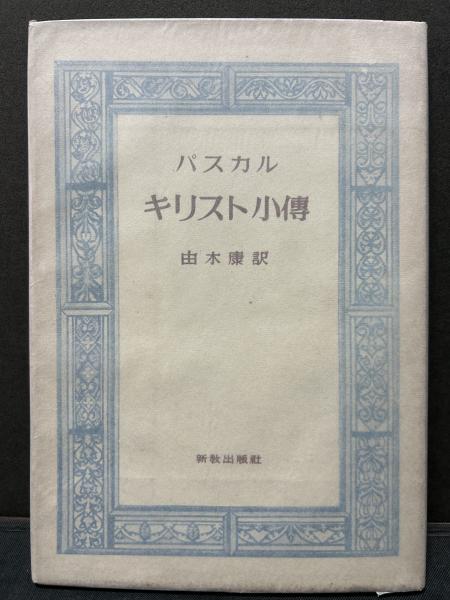 パスカル
キリスト小傳
由木康訳
新教出版社